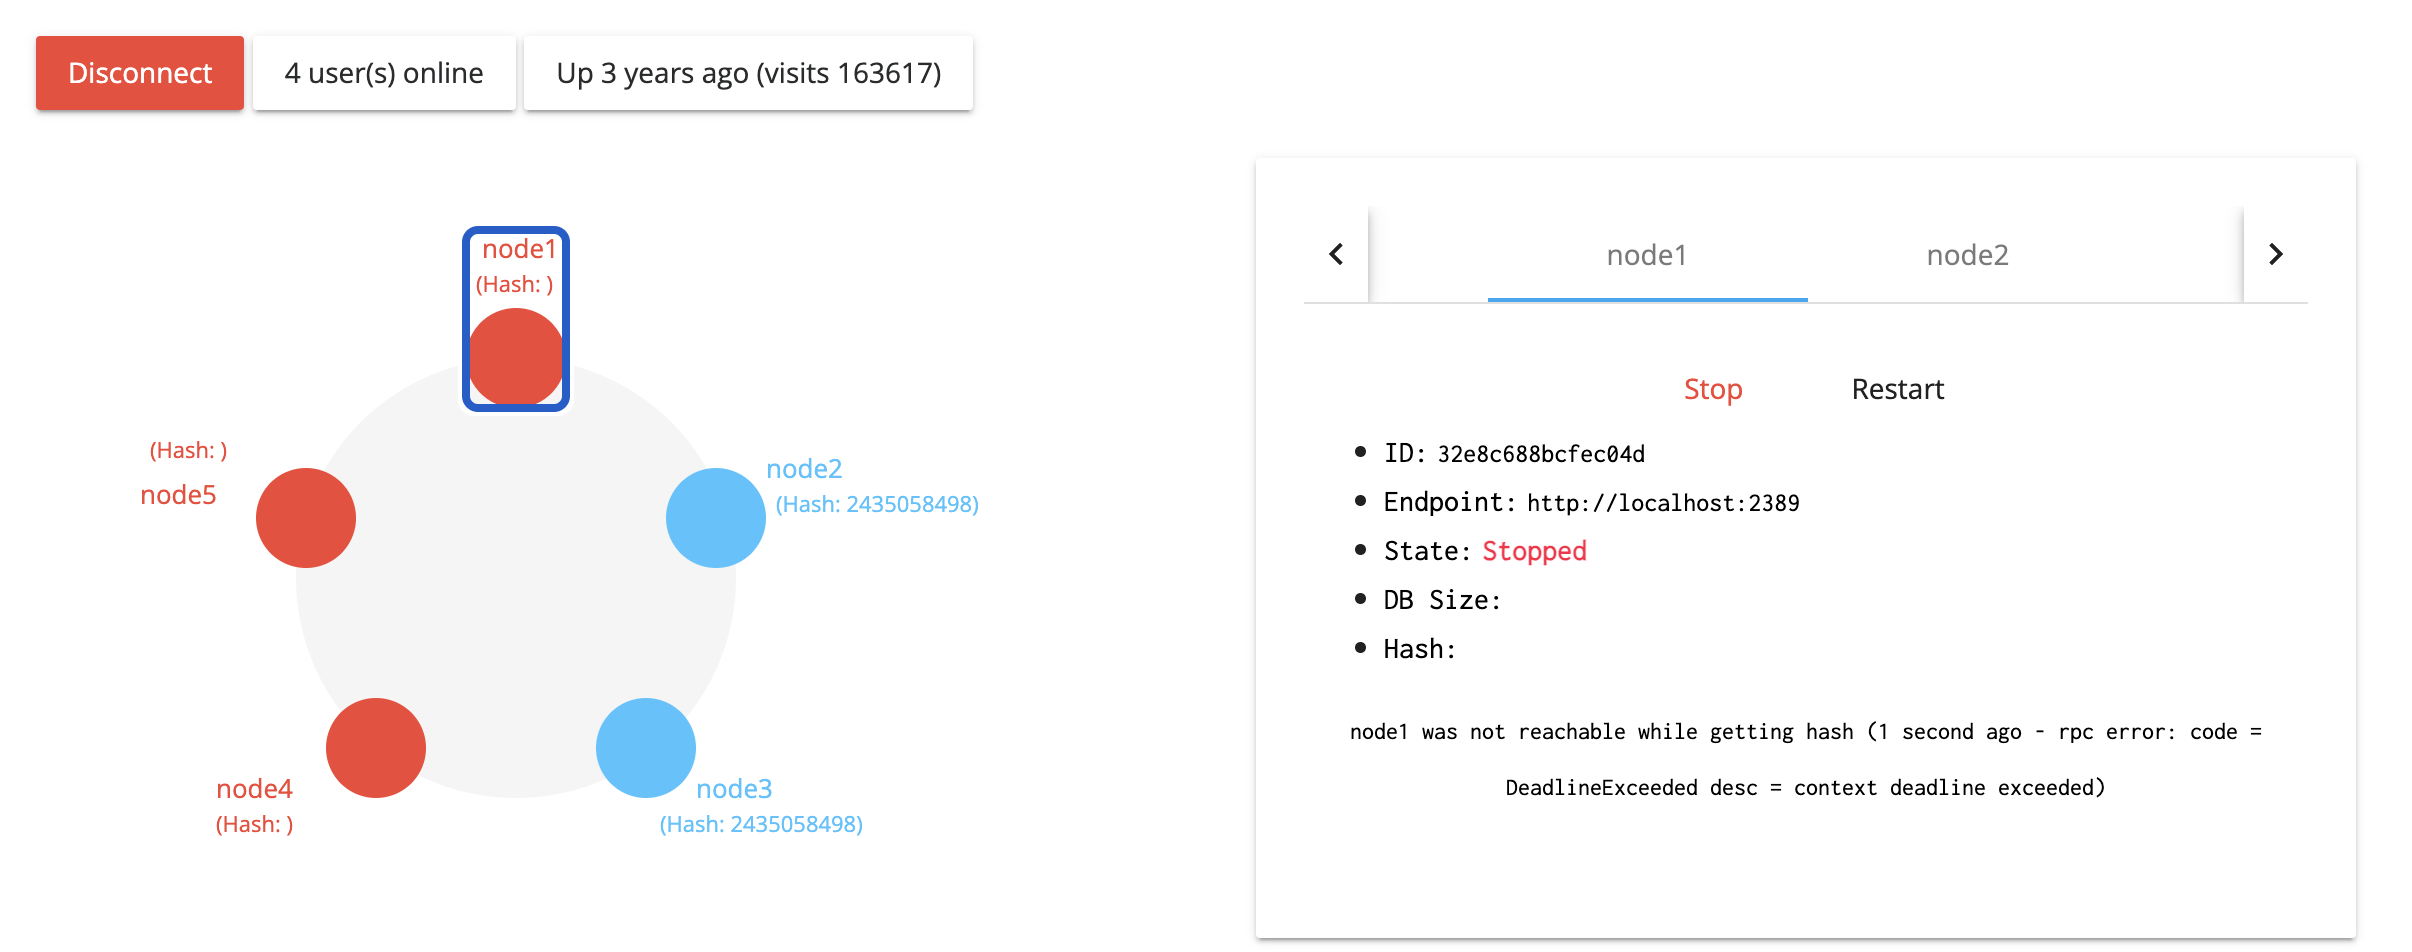 Disconnect
4 user(s) online
Up 3 years ago (visits 163617)
node1
(Hash: )
(Hash: )
node5
node2
(Hash: 2435058498)
node4
(Hash: )
node3
(Hash: 2435058498)
node1
node2
Stop
Restart
ID: 32e8c688bcfec04d
Endpoint: http://localhost:2389
State: Stopped
DB Size:
Hash:
node1 was not reachable while getting hash (1 second ago - rpc error: code =
DeadlineExceeded desc = context deadline exceeded)